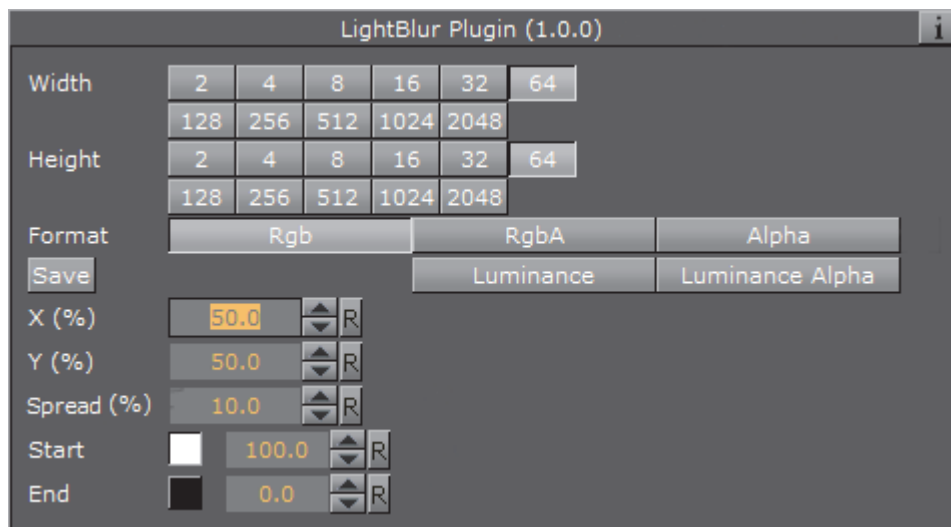 LightBlur Plugin (1.0.0) i
Width 2 4 8 16 32 64
128 256 512 1024 2048
Height 2 4 8 16 32 64
128 256 512 1024 2048
Format Rgb RgbA Alpha
Save Luminance Luminance Alpha
X (%) 50.0 R
Y (%) 50.0 R
Spread (%) 10.0 R
Start 100.0 R
End 0.0 R